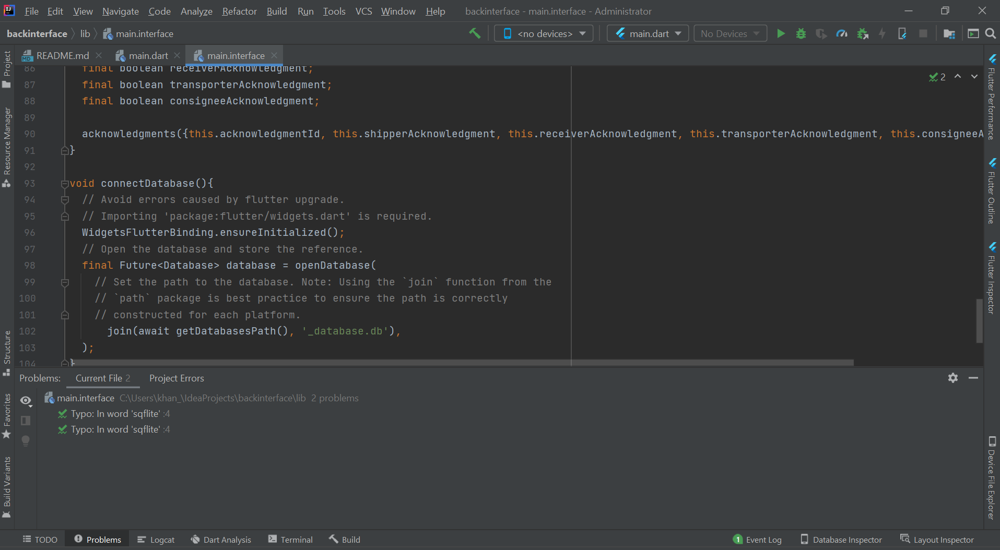 File Edit View Navigate Code Analyze Refactor Build Run Tools VCS Window Help backinterface - main.interface - Administrator
backinterface lib main.interface <no devices> main.dart No Devices
README.md main.dart main.interface
86 final boolean receiverAcknowledgment;
87 final boolean transporterAcknowledgment;
88 final boolean consigneeAcknowledgment;
89
90 acknowledgments({this.acknowledgmentId, this.shipperAcknowledgment, this.receiverAcknowledgment, this.transporterAcknowledgment, this.consigneeA
91 }
92
93 void connectDatabase(){
94 // Avoid errors caused by flutter upgrade.
95 // Importing 'package:flutter/widgets.dart' is required.
96 WidgetsFlutterBinding.ensureInitialized();
97 // Open the database and store the reference.
98 final Future<Database> database = openDatabase(
99 // Set the path to the database. Note: Using the `join` function from the
100 // `path` package is best practice to ensure the path is correctly
101 // constructed for each platform.
102 join(await getDatabasesPath(), '_database.db'),
103 );
104 }
2
Project
Resource Manager
Structure
Favorites
Build Variants
Flutter Performance
Flutter Outline
Flutter Inspector
Device File Explorer
Problems: Current File 2 Project Errors
main.interface C:\Users\khan_\IdeaProjects\backinterface\lib 2 problems
Typo: In word 'sqflite' :4
Typo: In word 'sqflite' :4
TODO Problems Logcat Dart Analysis Terminal Build 1 Event Log Database Inspector Layout Inspector